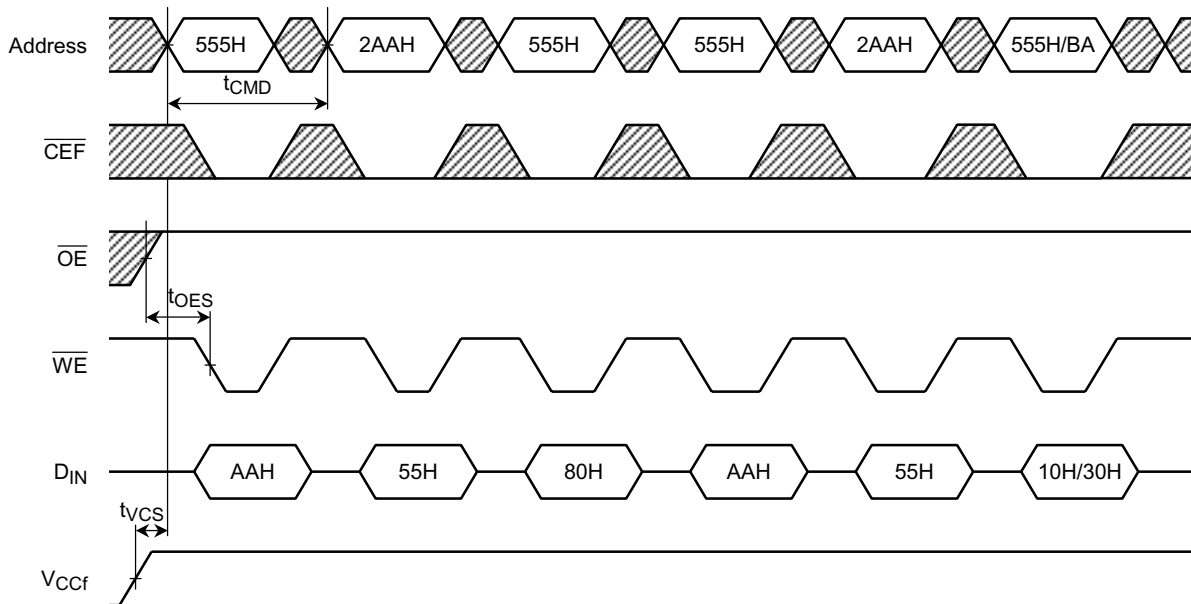 Address 555H 2AAH 555H 555H 2AAH 555H/BA
tCMD
CEF
OE
tOES
WE
DIN AAH 55H 80H AAH 55H 10H/30H
tVCS
VCCf